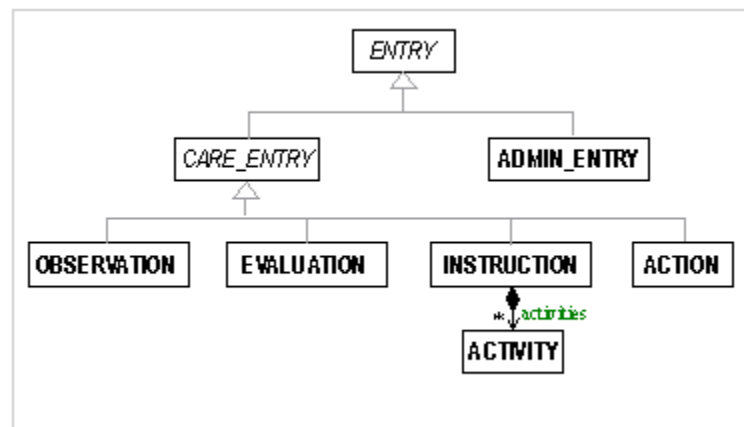 ENTRY
CARE_ENTRY ADMIN_ENTRY
OBSERVATION EVALUATION INSTRUCTION ACTION
* activities
ACTIVITY